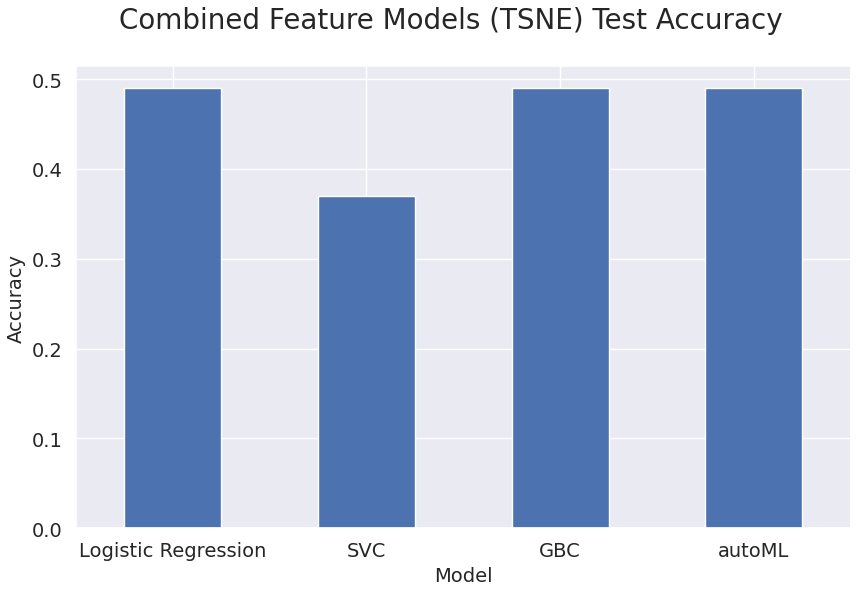 Combined Feature Models (TSNE) Test Accuracy
0.5
0.4
0.3
0.2
0.1
0.0
Accuracy
Logistic Regression SVC GBC autoML
Model